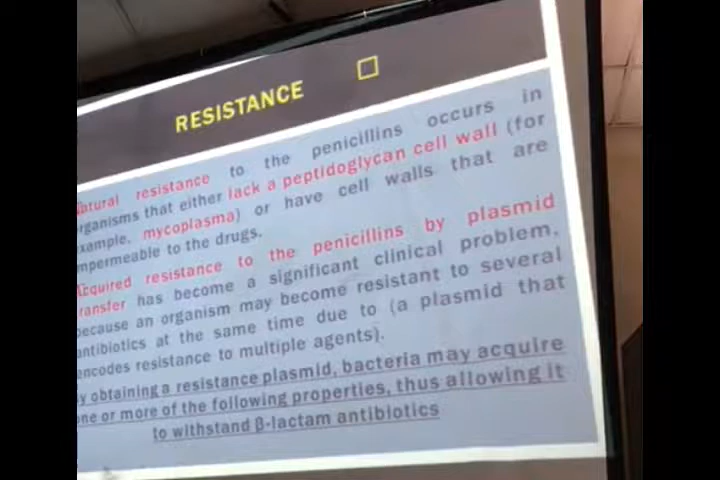 RESISTANCE
atural resistance to the penicillins occurs in
rganisms that either lack a peptidoglycan cell wall (for
xample, mycoplasma) or have cell walls that are
mpermeable to the drugs.
Acquired resistance to the penicillins by plasmid
ransfer has become a significant clinical problem,
because an organism may become resistant to several
antibiotics at the same time due to (a plasmid that
encodes resistance to multiple agents).
y obtaining a resistance plasmid, bacteria may acquire
one or more of the following properties, thus allowing it
to withstand β-lactam antibiotics